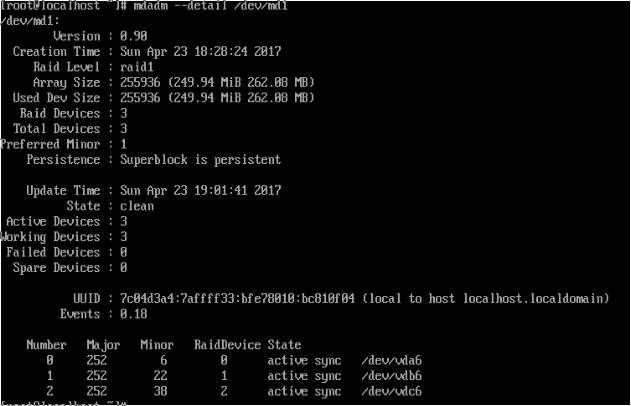 [root@localhost ~]# mdadm --detail /dev/md1
/dev/md1:
Version : 0.90
Creation Time : Sun Apr 23 18:28:24 2017
Raid Level : raid1
Array Size : 255936 (249.94 MiB 262.08 MB)
Used Dev Size : 255936 (249.94 MiB 262.08 MB)
Raid Devices : 3
Total Devices : 3
Preferred Minor : 1
Persistence : Superblock is persistent
Update Time : Sun Apr 23 19:01:41 2017
State : clean
Active Devices : 3
Working Devices : 3
Failed Devices : 0
Spare Devices : 0
UUID : 7c04d3a4:7affff33:bfe78010:bc810f04 (local to host localhost.localdomain)
Events : 0.18
Number Major Minor RaidDevice State
0 252 6 0 active sync /dev/vda6
1 252 22 1 active sync /dev/vdb6
2 252 38 2 active sync /dev/vdc6
[root@localhost ~]#